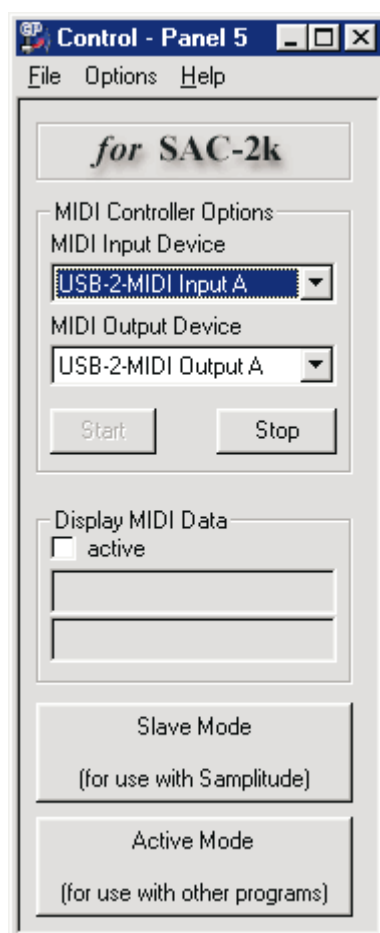 Control - Panel 5
File Options Help
for SAC-2k
MIDI Controller Options
MIDI Input Device
USB-2-MIDI Input A
MIDI Output Device
USB-2-MIDI Output A
Start Stop
Display MIDI Data
active
Slave Mode
(for use with Samplitude)
Active Mode
(for use with other programs)